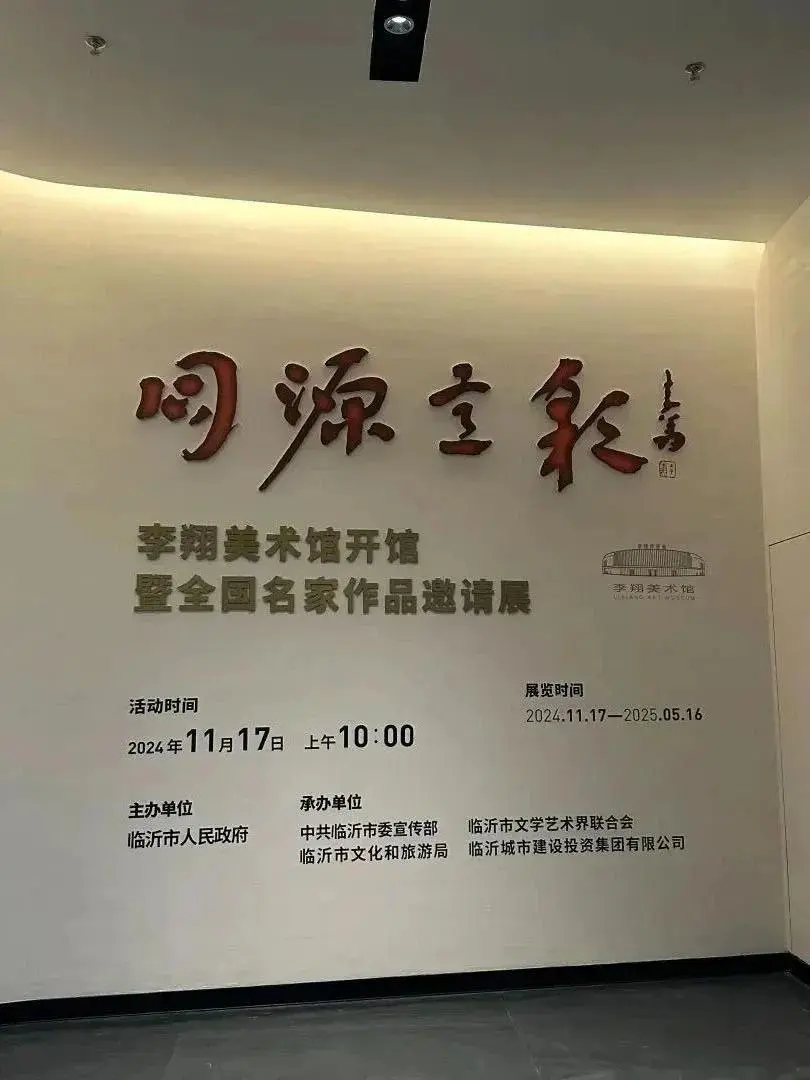 同源立彩
李翔美术馆开馆
暨全国名家作品邀请展
李翔美术馆
LIXIANG ART MUSEUM
活动时间
2024年11月17日 上午10:00
展览时间
2024.11.17—2025.05.16
主办单位
临沂市人民政府
承办单位
中共临沂市委宣传部 临沂市文学艺术界联合会
临沂市文化和旅游局 临沂城市建设投资集团有限公司